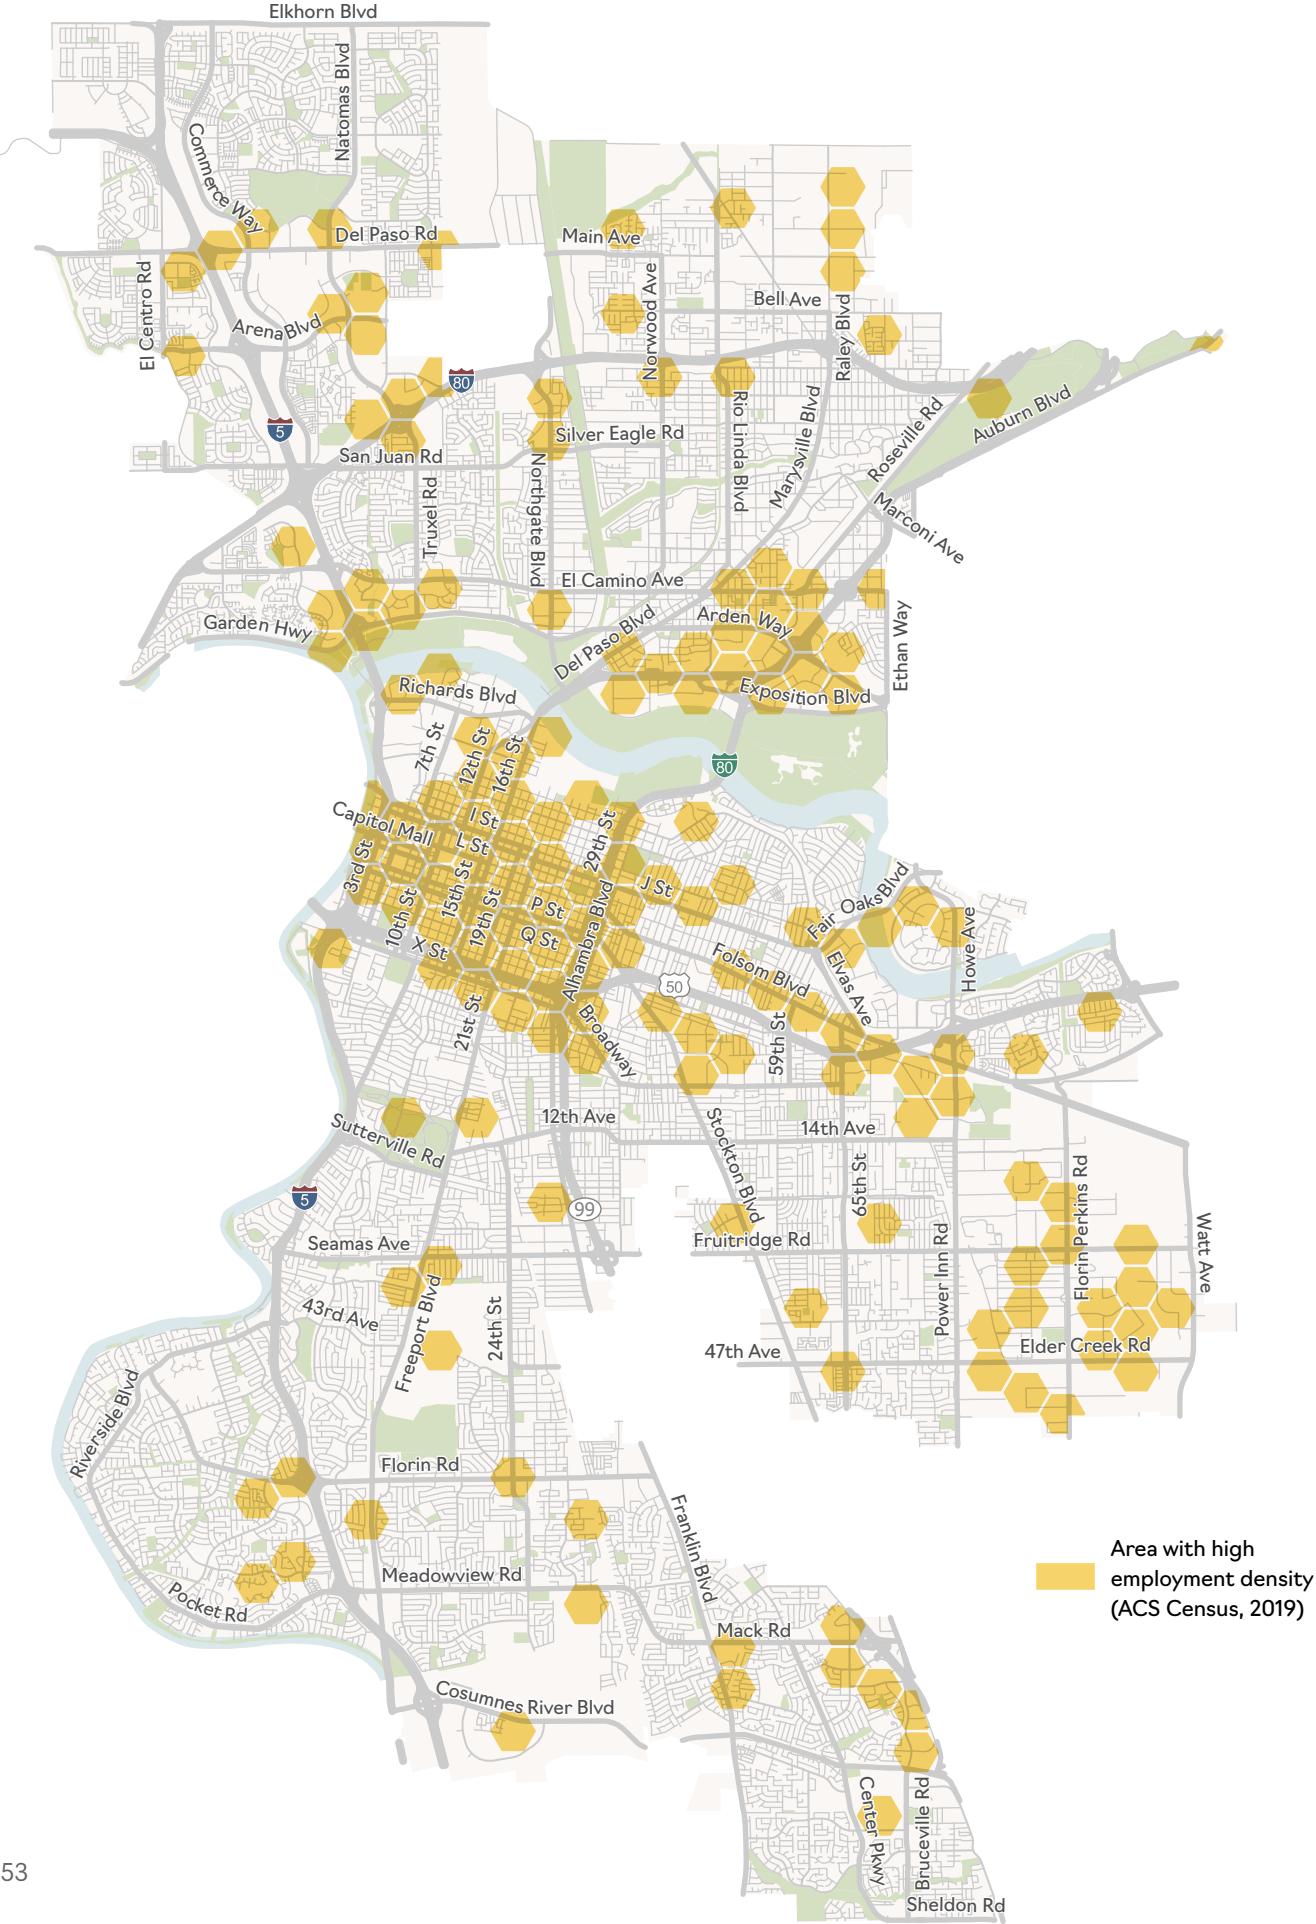 Elkhorn Blvd
Natomas Blvd
Commerce Way
Del Paso Rd
Main Ave
El Centro Rd
Norwood Ave
Bell Ave
Arena Blvd
Raley Blvd
80
5
Rio Linda Blvd
Marysville Blvd
Roseville Rd
Auburn Blvd
Silver Eagle Rd
San Juan Rd
Northgate Blvd
Truxel Rd
Marconi Ave
El Camino Ave
Garden Hwy
Del Paso Blvd
Arden Way
Ethan Way
Richards Blvd
Exposition Blvd
7th St
12th St
16th St
80
Capitol Mall
I St
L St
29th St
3rd St
J St
15th St
10th St
19th St
P St
Q St
X St
Alhambra Blvd
Fair Oaks Blvd
Howe Ave
Folsom Blvd
Elvas Ave
50
21st St
Broadway
59th St
12th Ave
14th Ave
Sutterville Rd
Stockton Blvd
65th St
Florin Perkins Rd
5
99
Fruitridge Rd
Seamas Ave
Power Inn Rd
Watt Ave
43rd Ave
Freeport Blvd
24th St
47th Ave
Elder Creek Rd
Riverside Blvd
Florin Rd
Franklin Blvd
Area with high
employment density
(ACS Census, 2019)
Meadowview Rd
Pocket Rd
Mack Rd
Cosumnes River Blvd
Center Pkwy
Bruceville Rd
53
Sheldon Rd